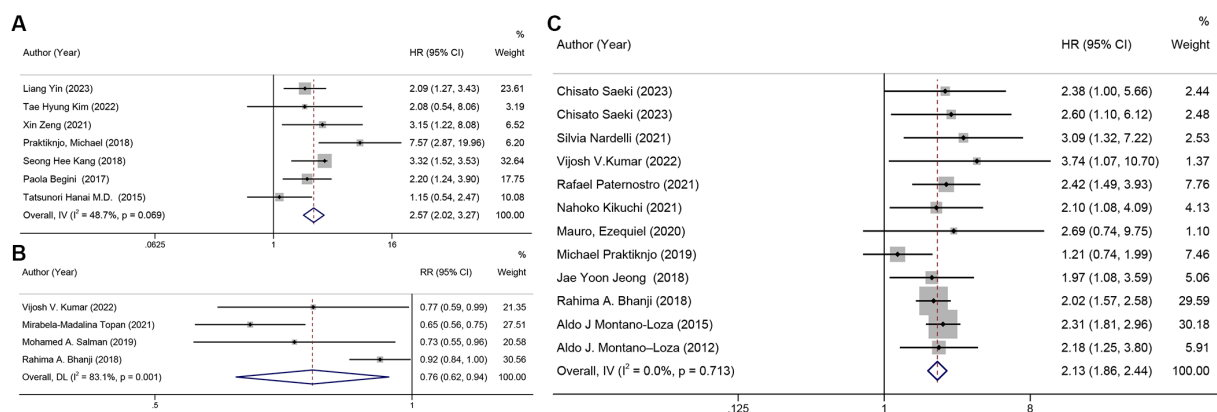 A
%
Author (Year) HR (95% CI) Weight
Liang Yin (2023) 2.09 (1.27, 3.43) 23.61
Tae Hyung Kim (2022) 2.08 (0.54, 8.06) 3.19
Xin Zeng (2021) 3.15 (1.22, 8.08) 6.52
Praktiknjo, Michael (2018) 7.57 (2.87, 19.96) 6.20
Seong Hee Kang (2018) 3.32 (1.52, 3.53) 32.64
Paola Begini (2017) 2.20 (1.24, 3.90) 17.75
Tatsunori Hanai M.D. (2015) 1.15 (0.54, 2.47) 10.08
Overall, IV (I² = 48.7%, p = 0.069) 2.57 (2.02, 3.27) 100.00
.0625 1 16
B
%
Author (Year) RR (95% CI) Weight
Vijosh V. Kumar (2022) 0.77 (0.59, 0.99) 21.35
Mirabela-Madalina Topan (2021) 0.65 (0.56, 0.75) 27.51
Mohamed A. Salman (2019) 0.73 (0.55, 0.96) 20.58
Rahima A. Bhanji (2018) 0.92 (0.84, 1.00) 30.56
Overall, DL (I² = 83.1%, p = 0.001) 0.76 (0.62, 0.94) 100.00
.5 1
C
%
Author (Year) HR (95% CI) Weight
Chisato Saeki (2023) 2.38 (1.00, 5.66) 2.44
Chisato Saeki (2023) 2.60 (1.10, 6.12) 2.48
Silvia Nardelli (2021) 3.09 (1.32, 7.22) 2.53
Vijosh V.Kumar (2022) 3.74 (1.07, 10.70) 1.37
Rafael Paternostro (2021) 2.42 (1.49, 3.93) 7.76
Nahoko Kikuchi (2021) 2.10 (1.08, 4.09) 4.13
Mauro, Ezequiel (2020) 2.69 (0.74, 9.75) 1.10
Michael Praktiknjo (2019) 1.21 (0.74, 1.99) 7.46
Jae Yoon Jeong (2018) 1.97 (1.08, 3.59) 5.06
Rahima A. Bhanji (2018) 2.02 (1.57, 2.58) 29.59
Aldo J Montano-Loza (2015) 2.31 (1.81, 2.96) 30.18
Aldo J. Montano–Loza (2012) 2.18 (1.25, 3.80) 5.91
Overall, IV (I² = 0.0%, p = 0.713) 2.13 (1.86, 2.44) 100.00
.125 1 8